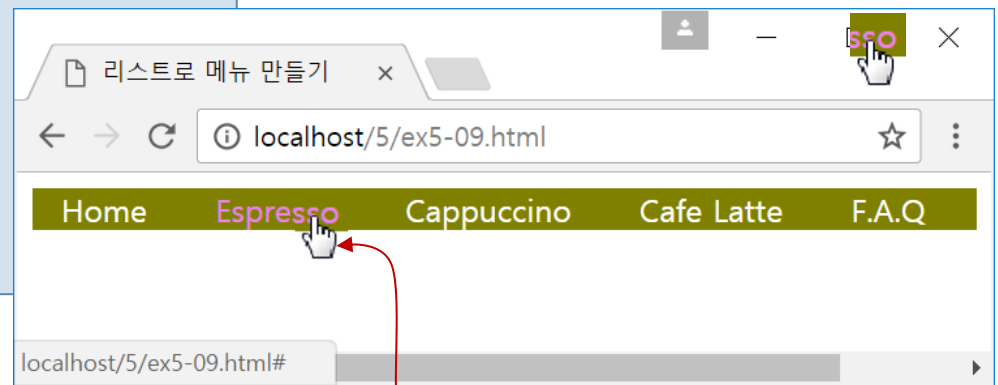 sso
리스트로 메뉴 만들기
localhost/5/ex5-09.html
Home Espresso Cappuccino Cafe Latte F.A.Q
localhost/5/ex5-09.html#